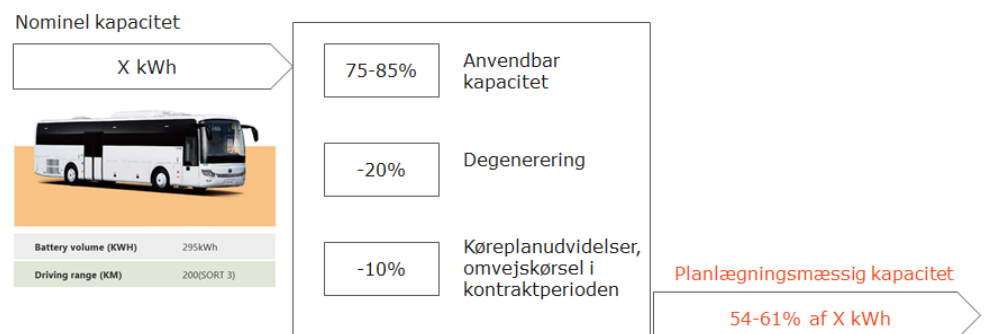 Nominel kapacitet
X kWh
75-85%
Anvendbar
kapacitet
-20%
Degenerering
Battery volume (KWH) 295kWh
Driving range (KM) 200(SORT 3)
-10%
Køreplanudvidelser,
omvejskørsel i
kontraktperioden
Planlægningsmæssig kapacitet
54-61% af X kWh